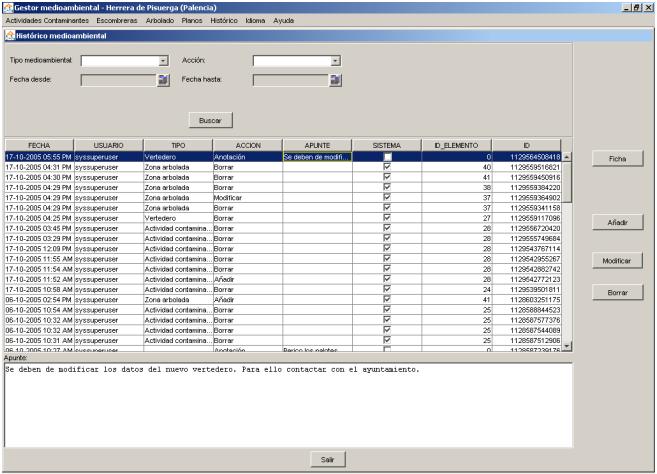 Gestor medioambiental - Herrera de Pisuerga (Palencia)
Actividades Contaminantes Escombreras Arbolado Planos Histórico Idioma Ayuda
Histórico medioambiental
Tipo medioambiental: Acción:
Fecha desde: Fecha hasta:
Buscar
FECHA USUARIO TIPO ACCION APUNTE SISTEMA ID_ELEMENTO ID
17-10-2005 05:55 PM syssuperuser Vertedero Anotación Se deben de modifi... 0 1129564508418
17-10-2005 04:31 PM syssuperuser Zona arbolada Borrar 40 1129559516821
17-10-2005 04:30 PM syssuperuser Zona arbolada Borrar 41 1129559450916
17-10-2005 04:29 PM syssuperuser Zona arbolada Borrar 38 1129559384220
17-10-2005 04:29 PM syssuperuser Zona arbolada Modificar 37 1129559364902
17-10-2005 04:29 PM syssuperuser Zona arbolada Borrar 37 1129559341158
17-10-2005 04:25 PM syssuperuser Vertedero Borrar 27 1129559117096
17-10-2005 03:45 PM syssuperuser Actividad contamina... Borrar 28 1129556720420
17-10-2005 03:29 PM syssuperuser Actividad contamina... Borrar 28 1129555749684
17-10-2005 12:09 PM syssuperuser Actividad contamina... Borrar 28 1129543767114
17-10-2005 11:55 AM syssuperuser Actividad contamina... Borrar 28 1129542955267
17-10-2005 11:54 AM syssuperuser Actividad contamina... Borrar 28 1129542882742
17-10-2005 11:52 AM syssuperuser Actividad contamina... Añadir 28 1129542772123
17-10-2005 10:58 AM syssuperuser Actividad contamina... Borrar 24 1129539501811
06-10-2005 02:54 PM syssuperuser Zona arbolada Añadir 41 1128603251175
06-10-2005 10:54 AM syssuperuser Actividad contamina... Borrar 25 1128588844523
06-10-2005 10:32 AM syssuperuser Actividad contamina... Borrar 25 1128587577376
06-10-2005 10:32 AM syssuperuser Actividad contamina... Borrar 25 1128587544089
06-10-2005 10:31 AM syssuperuser Actividad contamina... Borrar 25 1128587512906
06-10-2005 10:27 AM syssuperuser Anotación Perico los palotes 0 1128587239176
Ficha
Añadir
Modificar
Borrar
Apunte:
Se deben de modificar los datos del nuevo vertedero. Para ello contactar con el ayuntamiento.
Salir